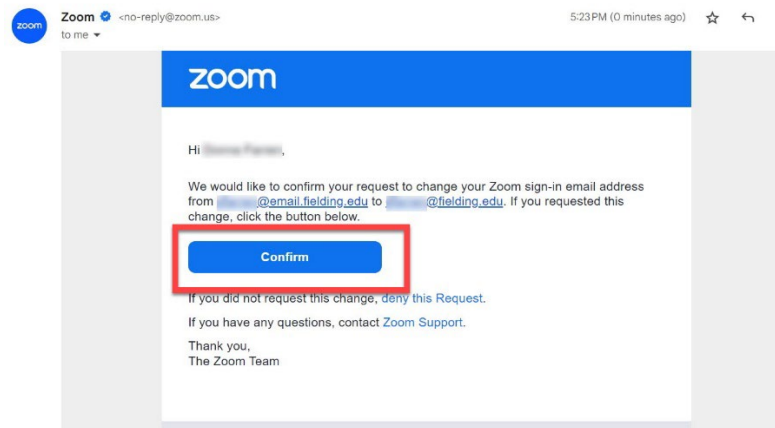 zoom
Zoom <no-reply@zoom.us>
5:23 PM (0 minutes ago)
to me
zoom
Hi ,
We would like to confirm your request to change your Zoom sign-in email address
from @email.fielding.edu to @fielding.edu. If you requested this
change, click the button below.
Confirm
If you did not request this change, deny this Request.
If you have any questions, contact Zoom Support.
Thank you,
The Zoom Team